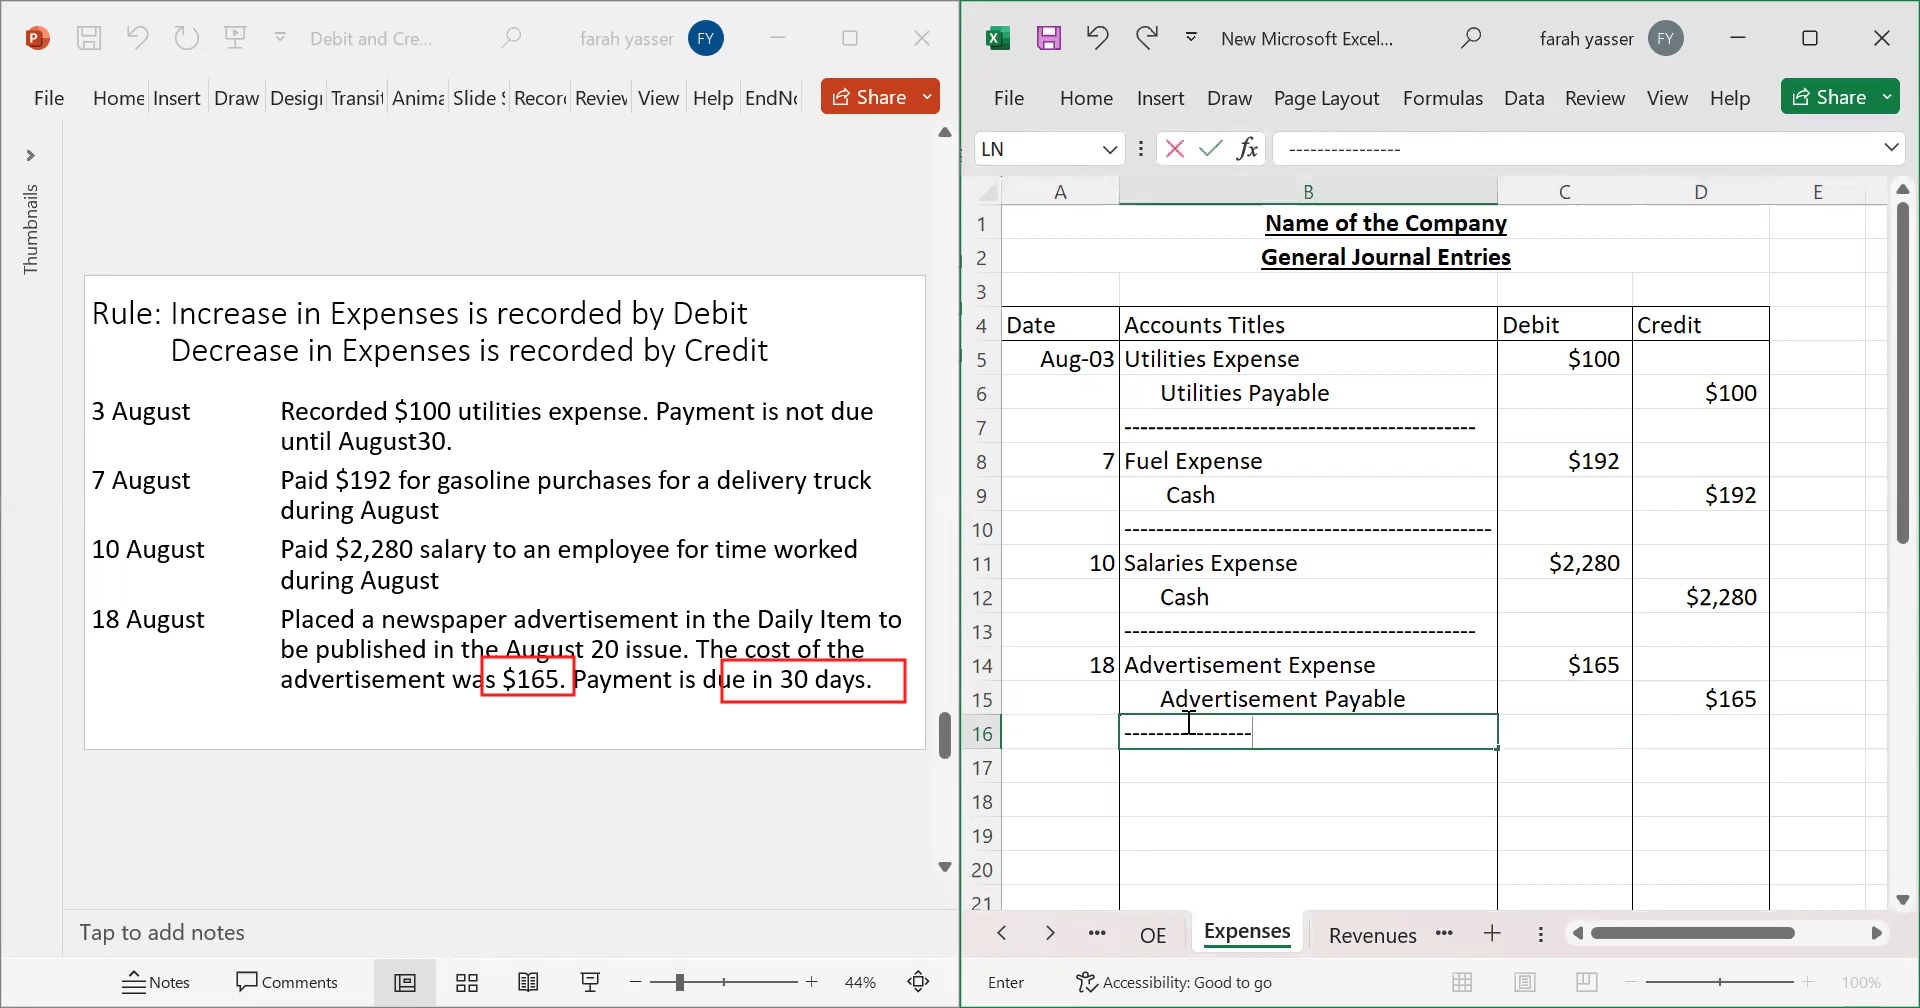 Debit and Cre...
farah yasser
FY
File Home Insert Draw Desig Transit Anima Slide S Recor Review View Help EndNo
Share
Thumbnails
Rule: Increase in Expenses is recorded by Debit
Decrease in Expenses is recorded by Credit
3 August Recorded $100 utilities expense. Payment is not due
until August30.
7 August Paid $192 for gasoline purchases for a delivery truck
during August
10 August Paid $2,280 salary to an employee for time worked
during August
18 August Placed a newspaper advertisement in the Daily Item to
be published in the August 20 issue. The cost of the
advertisement was $165. Payment is due in 30 days.
Tap to add notes
Notes Comments 44%
New Microsoft Excel...
farah yasser
FY
File Home Insert Draw Page Layout Formulas Data Review View Help
Share
LN fx ----------------
A B C D E
1 Name of the Company
2 General Journal Entries
3
4 Date Accounts Titles Debit Credit
5 Aug-03 Utilities Expense $100
6 Utilities Payable $100
7 --------------------------------------------
8 7 Fuel Expense $192
9 Cash $192
10 ----------------------------------------------
11 10 Salaries Expense $2,280
12 Cash $2,280
13 --------------------------------------------
14 18 Advertisement Expense $165
15 Advertisement Payable $165
16 ----------------
17
18
19
20
21
OE Expenses Revenues
Enter Accessibility: Good to go 100%